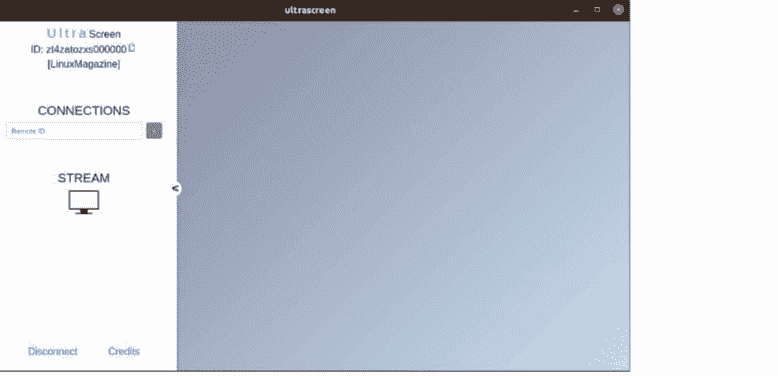 ultrascreen
Ultra Screen
ID: zt4zatozxs000000
[LinuxMagazine]
CONNECTIONS
Remote ID
STREAM
<
Disconnect
Credits